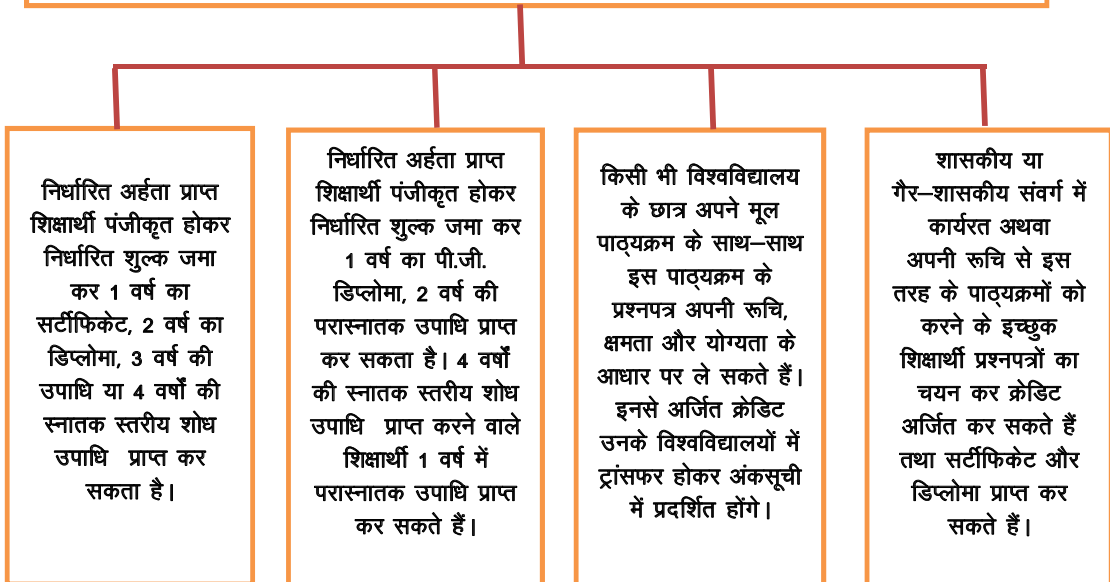 निर्धारित अर्हता प्राप्त
शिक्षार्थी पंजीकृत होकर
निर्धारित शुल्क जमा
कर 1 वर्ष का
सर्टीफिकेट, 2 वर्ष का
डिप्लोमा, 3 वर्ष की
उपाधि या 4 वर्षों की
स्नातक स्तरीय शोध
उपाधि प्राप्त कर
सकता है।
निर्धारित अर्हता प्राप्त
शिक्षार्थी पंजीकृत होकर
निर्धारित शुल्क जमा कर
1 वर्ष का पी.जी.
डिप्लोमा, 2 वर्ष की
परास्नातक उपाधि प्राप्त
कर सकता है। 4 वर्षों
की स्नातक स्तरीय शोध
उपाधि प्राप्त करने वाले
शिक्षार्थी 1 वर्ष में
परास्नातक उपाधि प्राप्त
कर सकते हैं।
किसी भी विश्वविद्यालय
के छात्र अपने मूल
पाठ्यक्रम के साथ–साथ
इस पाठ्यक्रम के
प्रश्नपत्र अपनी रूचि,
क्षमता और योग्यता के
आधार पर ले सकते हैं।
इनसे अर्जित क्रेडिट
उनके विश्वविद्यालयों में
ट्रांसफर होकर अंकसूची
में प्रदर्शित होंगे।
शासकीय या
गैर–शासकीय संवर्ग में
कार्यरत अथवा
अपनी रूचि से इस
तरह के पाठ्यक्रमों को
करने के इच्छुक
शिक्षार्थी प्रश्नपत्रों का
चयन कर क्रेडिट
अर्जित कर सकते हैं
तथा सर्टीफिकेट और
डिप्लोमा प्राप्त कर
सकते हैं।